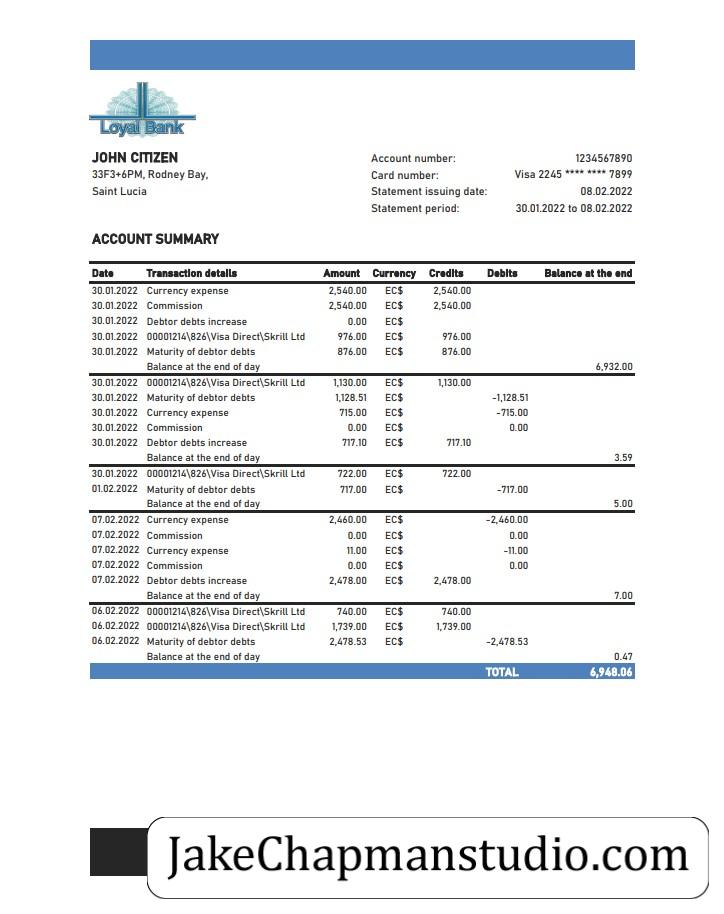 Loyal Bank
JOHN CITIZEN
33F3+6PM, Rodney Bay,
Saint Lucia
Account number: 1234567890
Card number: Visa 2245 **** **** 7899
Statement issuing date: 08.02.2022
Statement period: 30.01.2022 to 08.02.2022
ACCOUNT SUMMARY
Date Transaction details Amount Currency Credits Debits Balance at the end
30.01.2022 Currency expense 2,540.00 EC$ 2,540.00
30.01.2022 Commission 2,540.00 EC$ 2,540.00
30.01.2022 Debtor debts increase 0.00 EC$
30.01.2022 00001214\826\Visa Direct\Skrill Ltd 976.00 EC$ 976.00
30.01.2022 Maturity of debtor debts 876.00 EC$ 876.00
Balance at the end of day 6,932.00
30.01.2022 00001214\826\Visa Direct\Skrill Ltd 1,130.00 EC$ 1,130.00
30.01.2022 Maturity of debtor debts 1,128.51 EC$ -1,128.51
30.01.2022 Currency expense 715.00 EC$ -715.00
30.01.2022 Commission 0.00 EC$ 0.00
30.01.2022 Debtor debts increase 717.10 EC$ 717.10
Balance at the end of day 3.59
30.01.2022 00001214\826\Visa Direct\Skrill Ltd 722.00 EC$ 722.00
01.02.2022 Maturity of debtor debts 717.00 EC$ -717.00
Balance at the end of day 5.00
07.02.2022 Currency expense 2,460.00 EC$ -2,460.00
07.02.2022 Commission 0.00 EC$ 0.00
07.02.2022 Currency expense 11.00 EC$ -11.00
07.02.2022 Commission 0.00 EC$ 0.00
07.02.2022 Debtor debts increase 2,478.00 EC$ 2,478.00
Balance at the end of day 7.00
06.02.2022 00001214\826\Visa Direct\Skrill Ltd 740.00 EC$ 740.00
06.02.2022 00001214\826\Visa Direct\Skrill Ltd 1,739.00 EC$ 1,739.00
06.02.2022 Maturity of debtor debts 2,478.53 EC$ -2,478.53
Balance at the end of day 0.47
TOTAL 6,948.06
JakeChapmanstudio.com